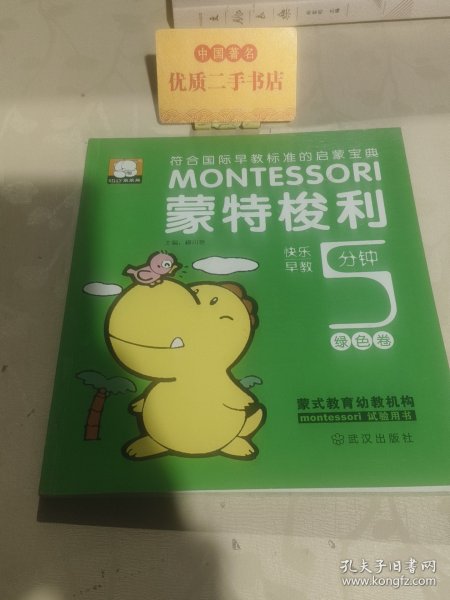 中国著名
优质二手书店
符合国际早教标准的启蒙宝典
MONTESSORI
蒙特梭利
快乐
早教
5
分钟
绿色卷
蒙式教育幼教机构
montessori 试验用书
武汉出版社
孔夫子旧书网
www.kongfz.com